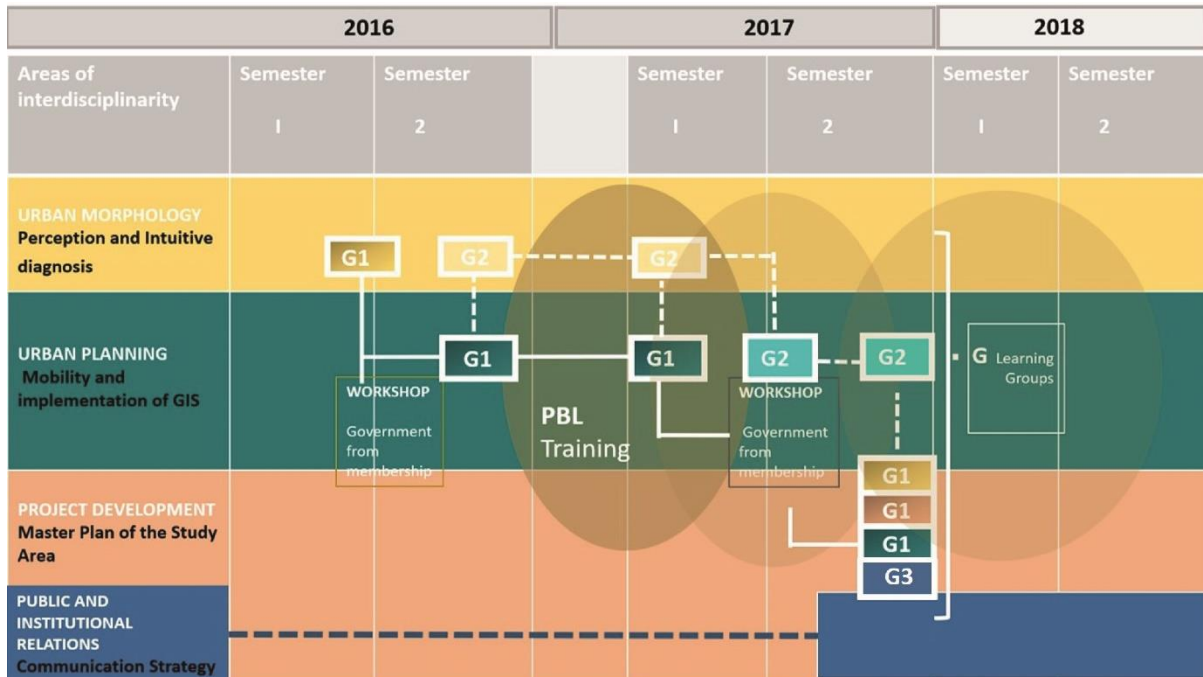 2016
2017
2018
Areas of
interdisciplinarity
Semester
I
Semester
2
Semester
I
Semester
2
Semester
I
Semester
2
URBAN MORPHOLOGY
Perception and Intuitive
diagnosis
G1
G2
G2
URBAN PLANNING
Mobility and
implementation of GIS
G1
G1
G2
G2
G Learning
Groups
WORKSHOP
Government
from
membership
PBL
Training
WORKSHOP
Government
from
membership
PROJECT DEVELOPMENT
Master Plan of the Study
Area
G1
G1
G1
G3
PUBLIC AND
INSTITUTIONAL
RELATIONS
Communication Strategy